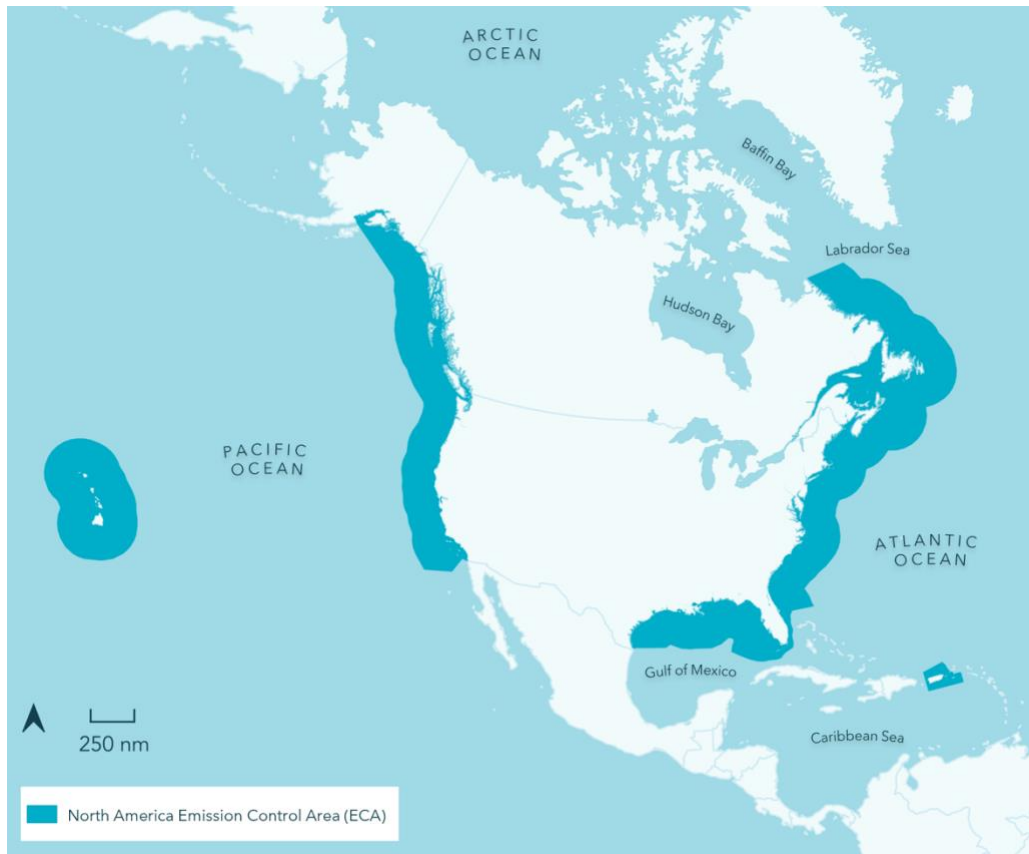 ARCTIC
OCEAN
Baffin Bay
Labrador Sea
Hudson Bay
PACIFIC
OCEAN
ATLANTIC
OCEAN
Gulf of Mexico
Caribbean Sea
250 nm
North America Emission Control Area (ECA)